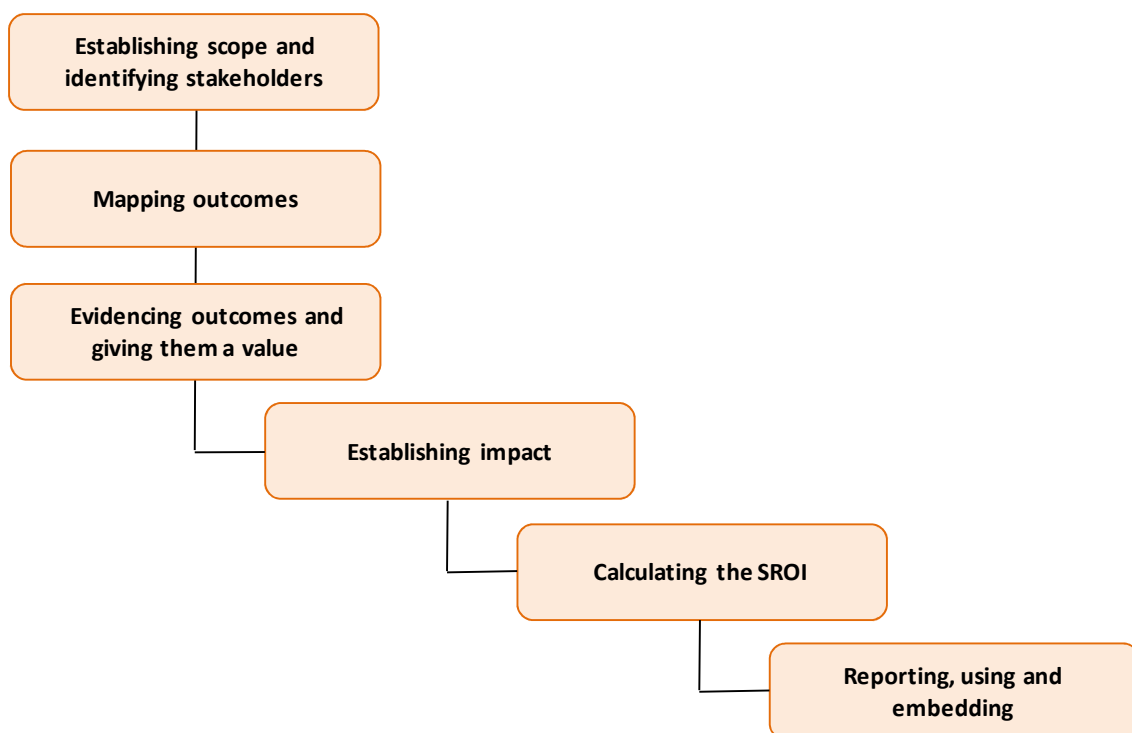 Establishing scope and
identifying stakeholders
Mapping outcomes
Evidencing outcomes and
giving them a value
Establishing impact
Calculating the SROI
Reporting, using and
embedding